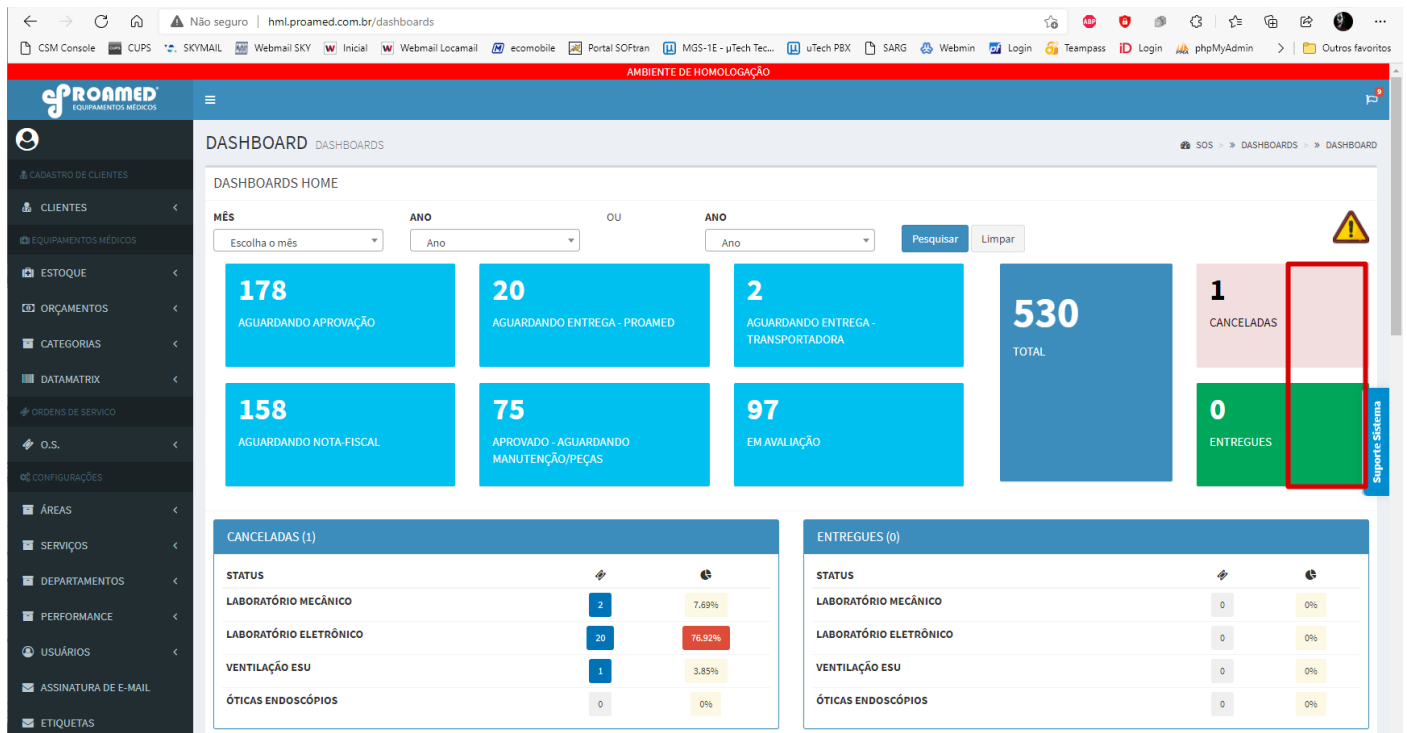 Não seguro | hml.proamed.com.br/dashboards
CSM Console CUPS SKYMAIL Webmail SKY Inicial Webmail Locamail ecomobile Portal SOFtran MGS-1E - µTech Tec... uTech PBX SARG Webmin Login Teampass Login phpMyAdmin Outros favoritos
AMBIENTE DE HOMOLOGAÇÃO
PROAMED
EQUIPAMENTOS MÉDICOS
9
DASHBOARD DASHBOARDS
SOS > » DASHBOARDS > » DASHBOARD
CADASTRO DE CLIENTES
CLIENTES
EQUIPAMENTOS MÉDICOS
ESTOQUE
ORÇAMENTOS
CATEGORIAS
DATAMATRIX
ORDENS DE SERVICO
O.S.
CONFIGURAÇÕES
ÁREAS
SERVIÇOS
DEPARTAMENTOS
PERFORMANCE
USUÁRIOS
ASSINATURA DE E-MAIL
ETIQUETAS
DASHBOARDS HOME
MÊS ANO OU ANO
Escolha o mês Ano Ano Pesquisar Limpar
178
AGUARDANDO APROVAÇÃO
20
AGUARDANDO ENTREGA - PROAMED
2
AGUARDANDO ENTREGA -
TRANSPORTADORA
530
TOTAL
1
CANCELADAS
158
AGUARDANDO NOTA-FISCAL
75
APROVADO - AGUARDANDO
MANUTENÇÃO/PEÇAS
97
EM AVALIAÇÃO
0
ENTREGUES
Suporte Sistema
CANCELADAS (1)
STATUS
LABORATÓRIO MECÂNICO 2 7.69%
LABORATÓRIO ELETRÔNICO 20 76.92%
VENTILAÇÃO ESU 1 3.85%
ÓTICAS ENDOSCÓPIOS 0 0%
ENTREGUES (0)
STATUS
LABORATÓRIO MECÂNICO 0 0%
LABORATÓRIO ELETRÔNICO 0 0%
VENTILAÇÃO ESU 0 0%
ÓTICAS ENDOSCÓPIOS 0 0%